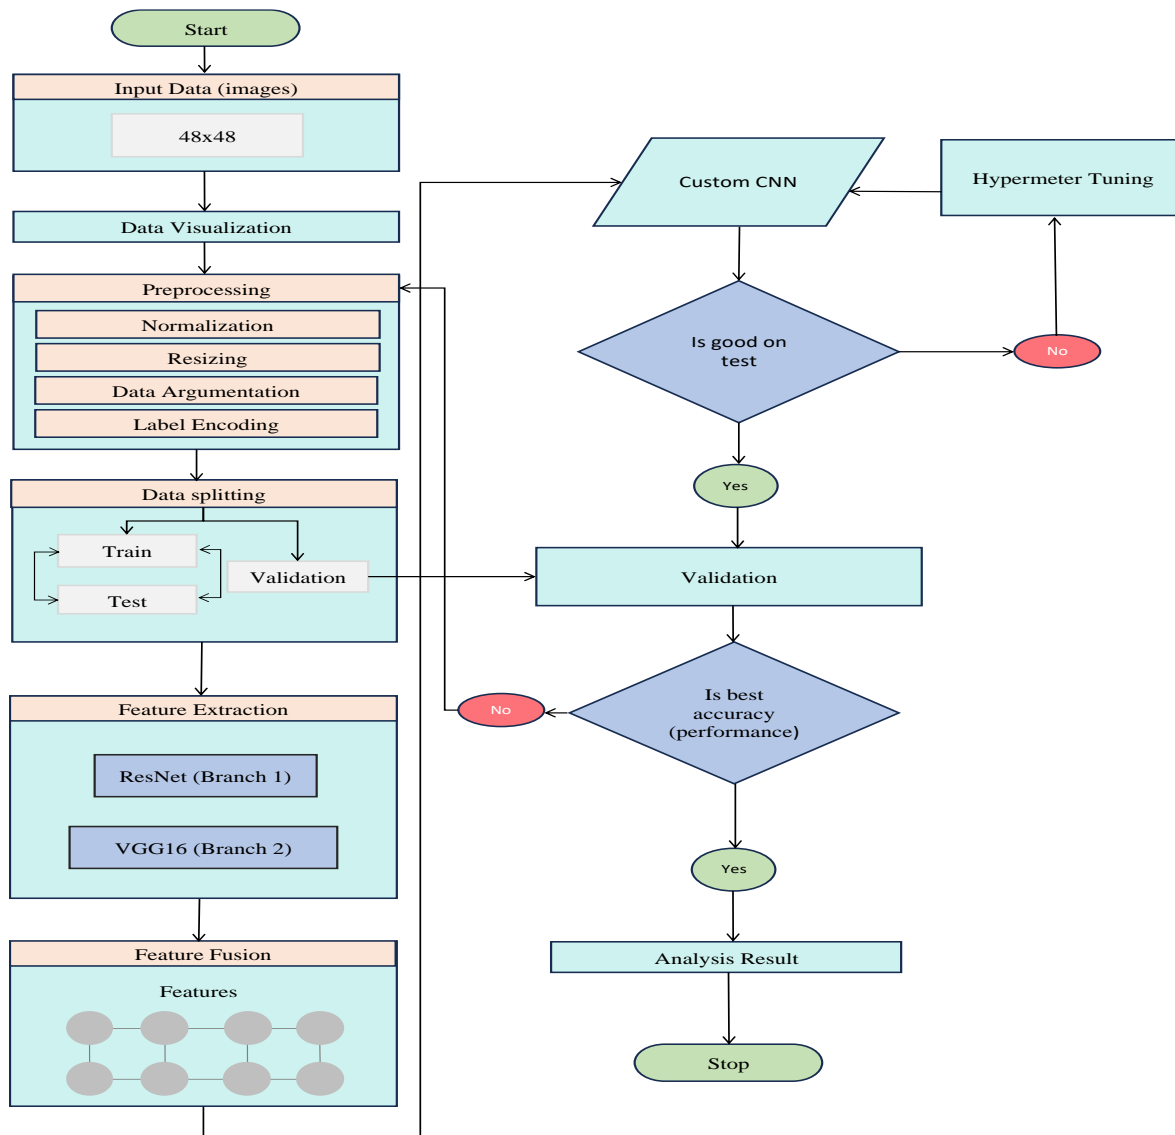 Start
Input Data (images)
48x48
Data Visualization
Preprocessing
Normalization
Resizing
Data Argumentation
Label Encoding
Data splitting
Train
Test
Validation
Feature Extraction
ResNet (Branch 1)
VGG16 (Branch 2)
Feature Fusion
Features
Custom CNN
Hypermeter Tuning
Is good on
test
No
Yes
Validation
Is best
accuracy
(performance)
No
Yes
Analysis Result
Stop